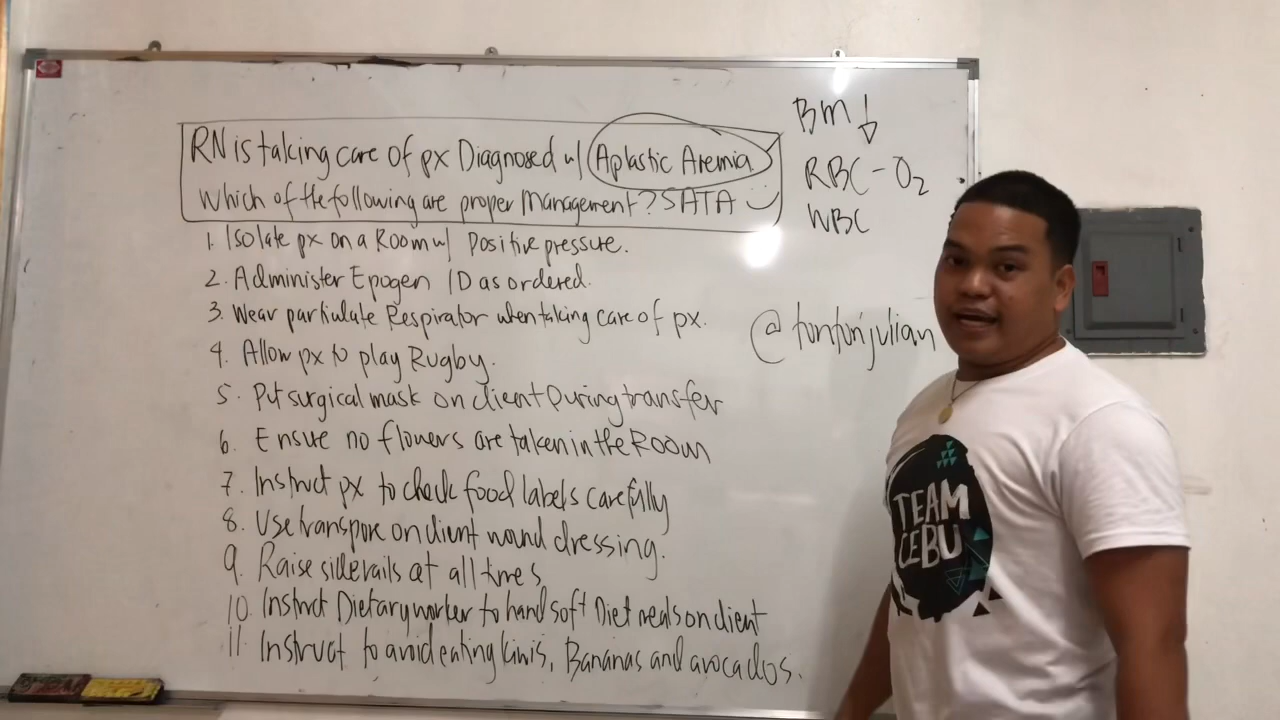 RN is taking care of px Diagnosed w/ Aplastic Anemia
Which of the following are proper Management? SATA
1. Isolate px on a Room w/ Positive pressure.
2. Administer Epogen ID as ordered.
3. Wear particulate Respirator when taking care of px.
4. Allow px to play Rugby.
5. Put surgical mask on client During transfer
6. Ensure no flowers are taken in the Room
7. Instruct px to check food labels carefully
8. Use transpore on client wound dressing.
9. Raise siderails at all times
10. Instruct Dietary worker to hand soft Diet meals on client
11. Instruct to avoid eating kiwis, Bananas and avocados.
BM ↓
RBC - O2
WBC
@tontonjulian
TEAM
CEBU